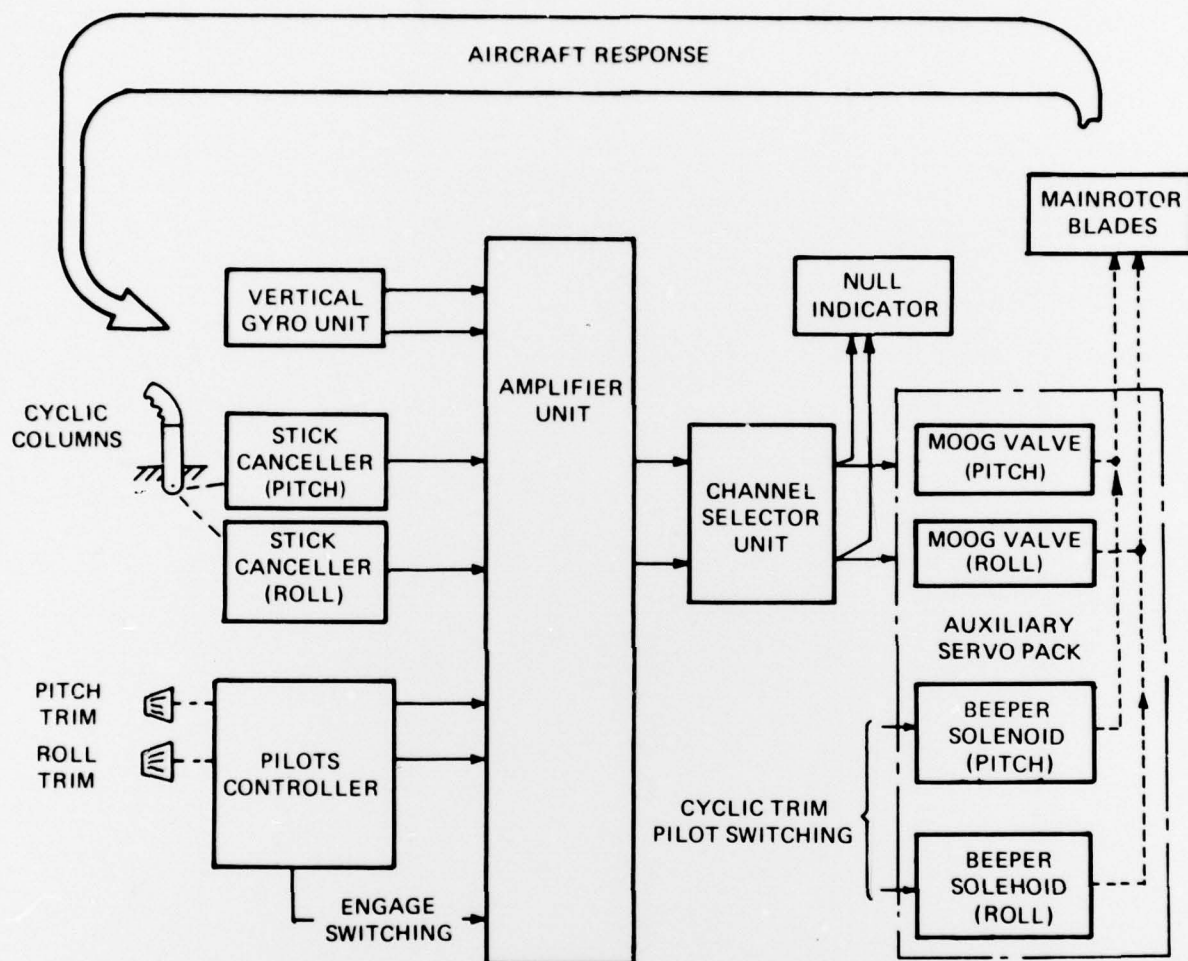 AIRCRAFT RESPONSE
MAINROTOR
BLADES
NULL
INDICATOR
VERTICAL
GYRO UNIT
AMPLIFIER
UNIT
CYCLIC
COLUMNS
STICK
CANCELLER
(PITCH)
STICK
CANCELLER
(ROLL)
CHANNEL
SELECTOR
UNIT
MOOG VALVE
(PITCH)
MOOG VALVE
(ROLL)
AUXILIARY
SERVO PACK
PITCH
TRIM
ROLL
TRIM
PILOTS
CONTROLLER
BEEPER
SOLENOID
(PITCH)
CYCLIC TRIM
PILOT SWITCHING
BEEPER
SOLEHOID
(ROLL)
ENGAGE
SWITCHING